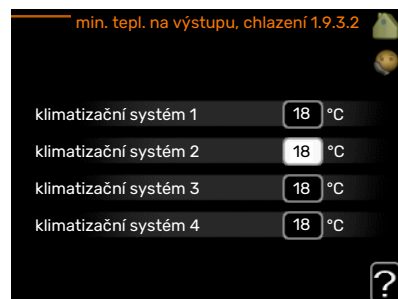 min. tepl. na výstupu, chlazení 1.9.3.2
klimatizační systém 1 18 °C
klimatizační systém 2 18 °C
klimatizační systém 3 18 °C
klimatizační systém 4 18 °C
?